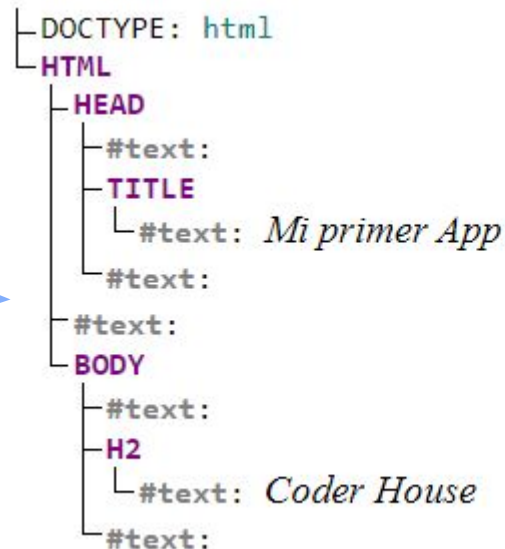 DOCTYPE: html
HTML
HEAD
#text:
TITLE
#text: Mi primer App
#text:
#text:
BODY
#text:
H2
#text: Coder House
#text: